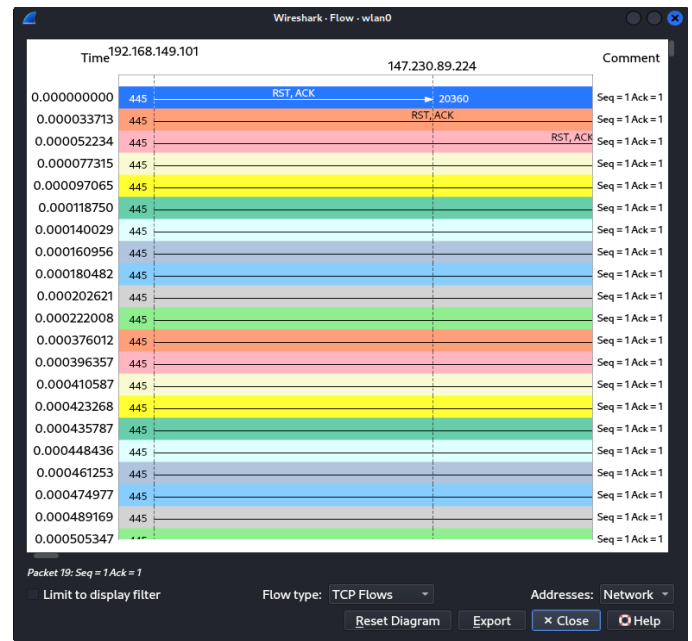 Wireshark · Flow - wlan0
Time 192.168.149.101 147.230.89.224 Comment
0.000000000 445 RST, ACK 20360 Seq = 1 Ack = 1
0.000033713 445 RST, ACK Seq = 1 Ack = 1
0.000052234 445 RST, ACK Seq = 1 Ack = 1
0.000077315 445 Seq = 1 Ack = 1
0.000097065 445 Seq = 1 Ack = 1
0.000118750 445 Seq = 1 Ack = 1
0.000140029 445 Seq = 1 Ack = 1
0.000160956 445 Seq = 1 Ack = 1
0.000180482 445 Seq = 1 Ack = 1
0.000202621 445 Seq = 1 Ack = 1
0.000222008 445 Seq = 1 Ack = 1
0.000376012 445 Seq = 1 Ack = 1
0.000396357 445 Seq = 1 Ack = 1
0.000410587 445 Seq = 1 Ack = 1
0.000423268 445 Seq = 1 Ack = 1
0.000435787 445 Seq = 1 Ack = 1
0.000448436 445 Seq = 1 Ack = 1
0.000461253 445 Seq = 1 Ack = 1
0.000474977 445 Seq = 1 Ack = 1
0.000489169 445 Seq = 1 Ack = 1
0.000505347 Seq = 1 Ack = 1
Packet 19: Seq = 1 Ack = 1
Limit to display filter Flow type: TCP Flows Addresses: Network
Reset Diagram Export × Close Help